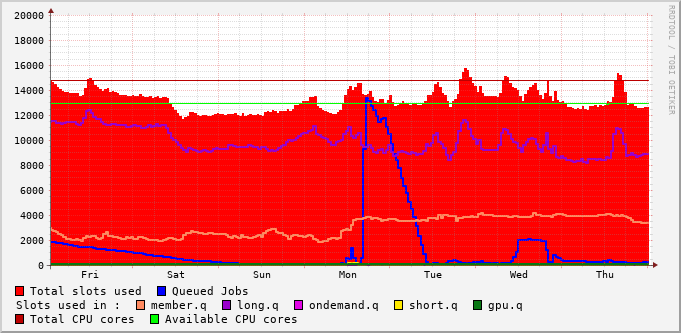 20000
18000
16000
14000
12000
10000
8000
6000
4000
2000
0
Fri Sat Sun Mon Tue Wed Thu
Total slots used Queued Jobs
Slots used in : member.q long.q ondemand.q short.q gpu.q
Total CPU cores Available CPU cores
RRDTOOL / TOBI OETIKER